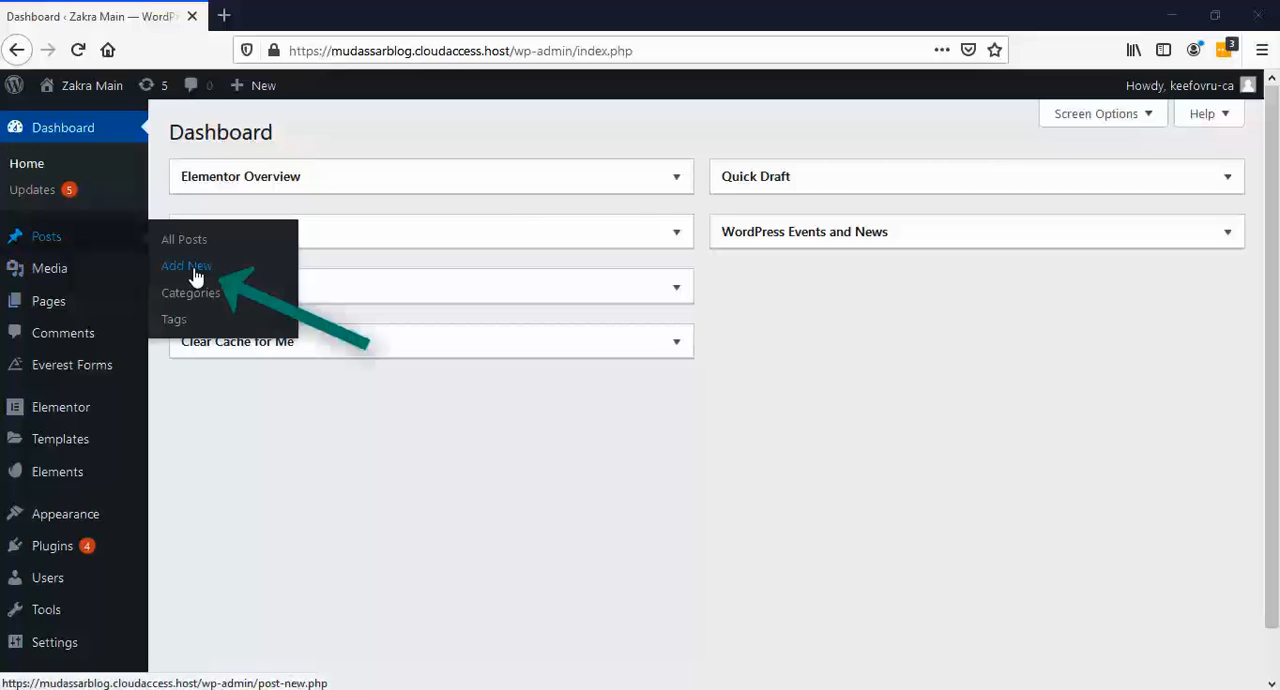 Dashboard ‹ Zakra Main — WordPr
https://mudassarblog.cloudaccess.host/wp-admin/index.php
3
Zakra Main 5 0 New
Howdy, keefovru-ca
Dashboard
Home
Updates 5
Posts
Media
Pages
Comments
Everest Forms
Elementor
Templates
Elements
Appearance
Plugins 4
Users
Tools
Settings
All Posts
Add New
Categories
Tags
Screen Options
Help
Dashboard
Elementor Overview
Quick Draft
WordPress Events and News
Clear Cache for Me
https://mudassarblog.cloudaccess.host/wp-admin/post-new.php